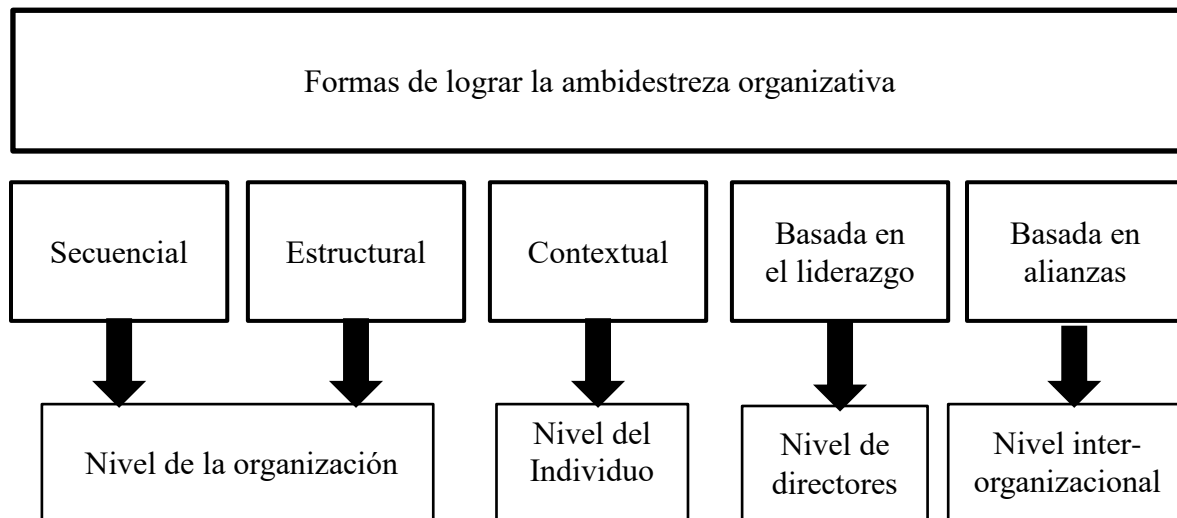 Formas de lograr la ambidestreza organizativa
Secuencial
Estructural
Contextual
Basada en
el liderazgo
Basada en
alianzas
Nivel de la organización
Nivel del
Individuo
Nivel de
directores
Nivel inter-
organizacional